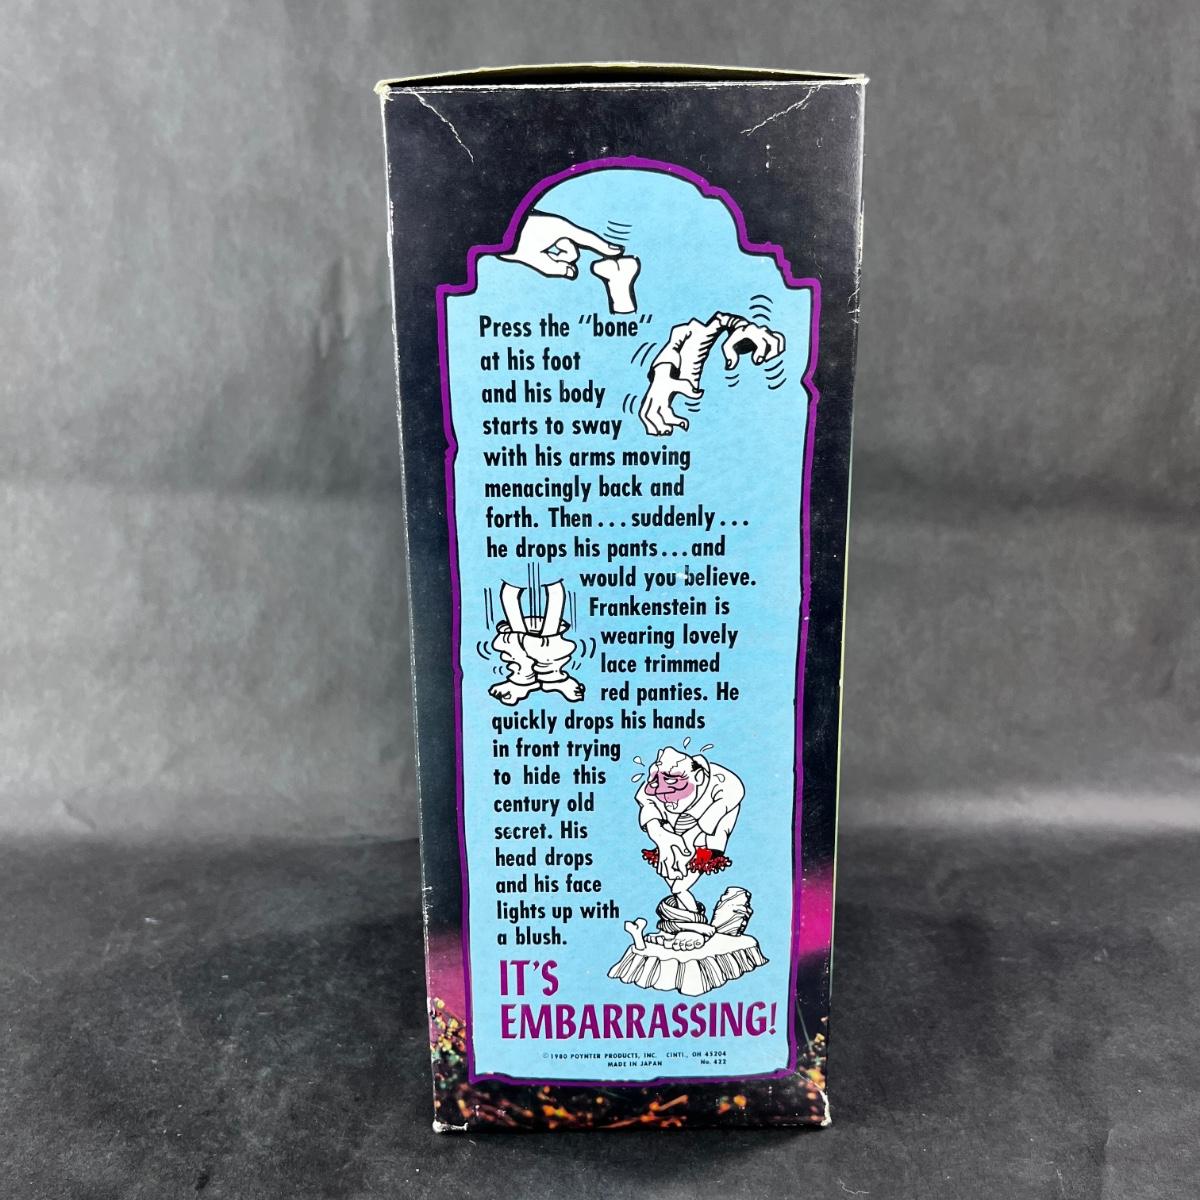 Press the "bone"
at his foot
and his body
starts to sway
with his arms moving
menacingly back and
forth. Then...suddenly...
he drops his pants...and
would you believe.
Frankenstein is
wearing lovely
lace trimmed
red panties. He
quickly drops his hands
in front trying
to hide this
century old
secret. His
head drops
and his face
lights up with
a blush.
IT'S
EMBARRASSING!
©1980 POYNTER PRODUCTS, INC. CINTI., OH 45204
MADE IN JAPAN No. 422